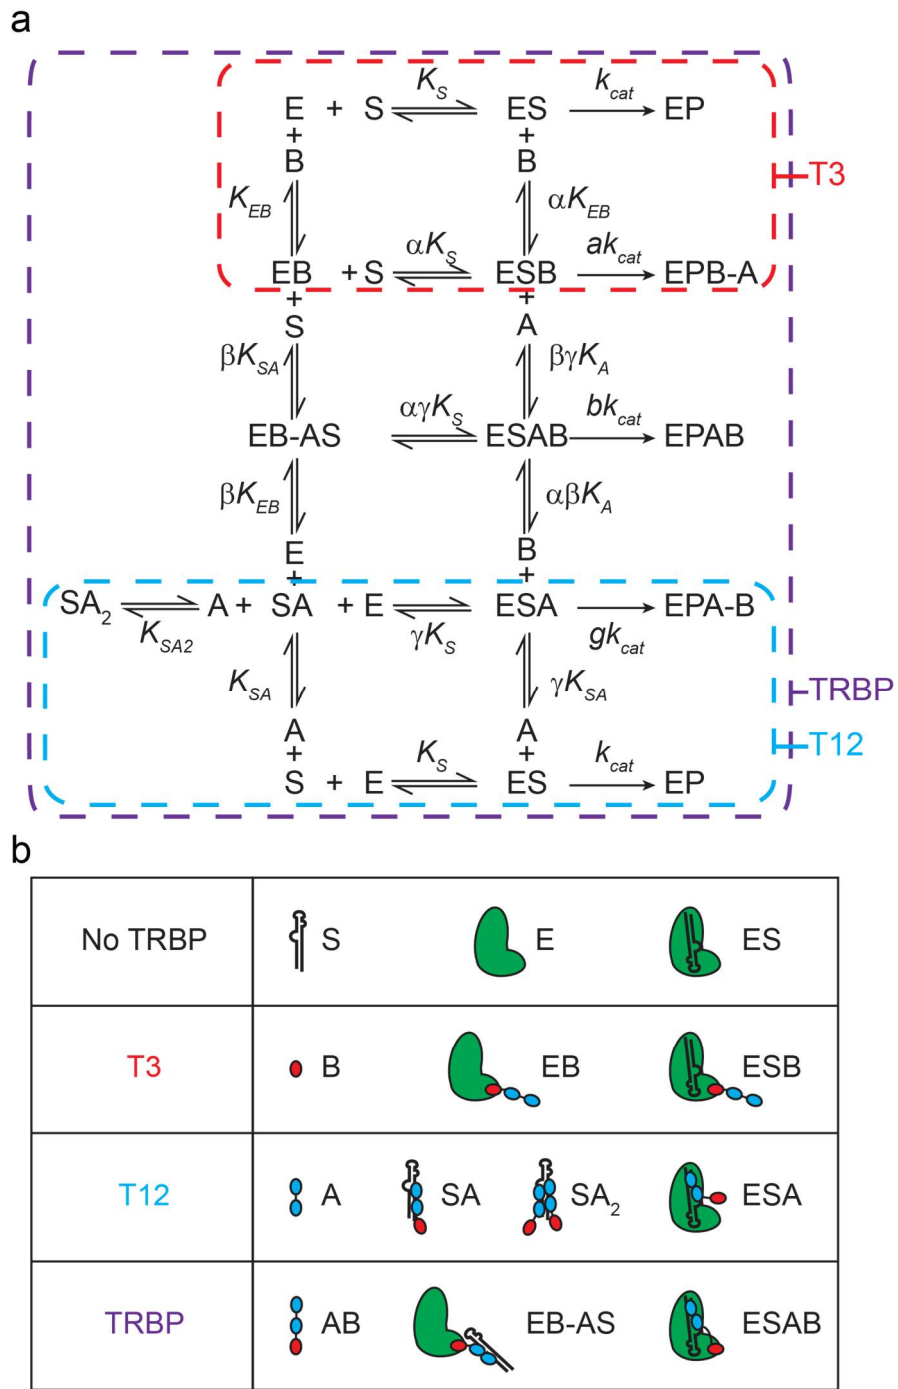 a
E + S K_S ES k_cat EP
+ +
B B
T3
K_EB αK_EB
αK_S ak_cat
EB +S ESB EPB-A
+ +
S A
βK_SA βγK_A
αγK_S bk_cat
EB-AS ESAB EPAB
βK_EB αβK_A
E B
+ +
SA_2 A + SA + E ESA EPA-B
K_SA2 γK_S gk_cat
K_SA γK_SA
TRBP
A A
T12
+ K_S + k_cat
S + E ES EP
b
No TRBP S E ES
T3 B EB ESB
T12 A SA SA_2 ESA
TRBP AB EB-AS ESAB